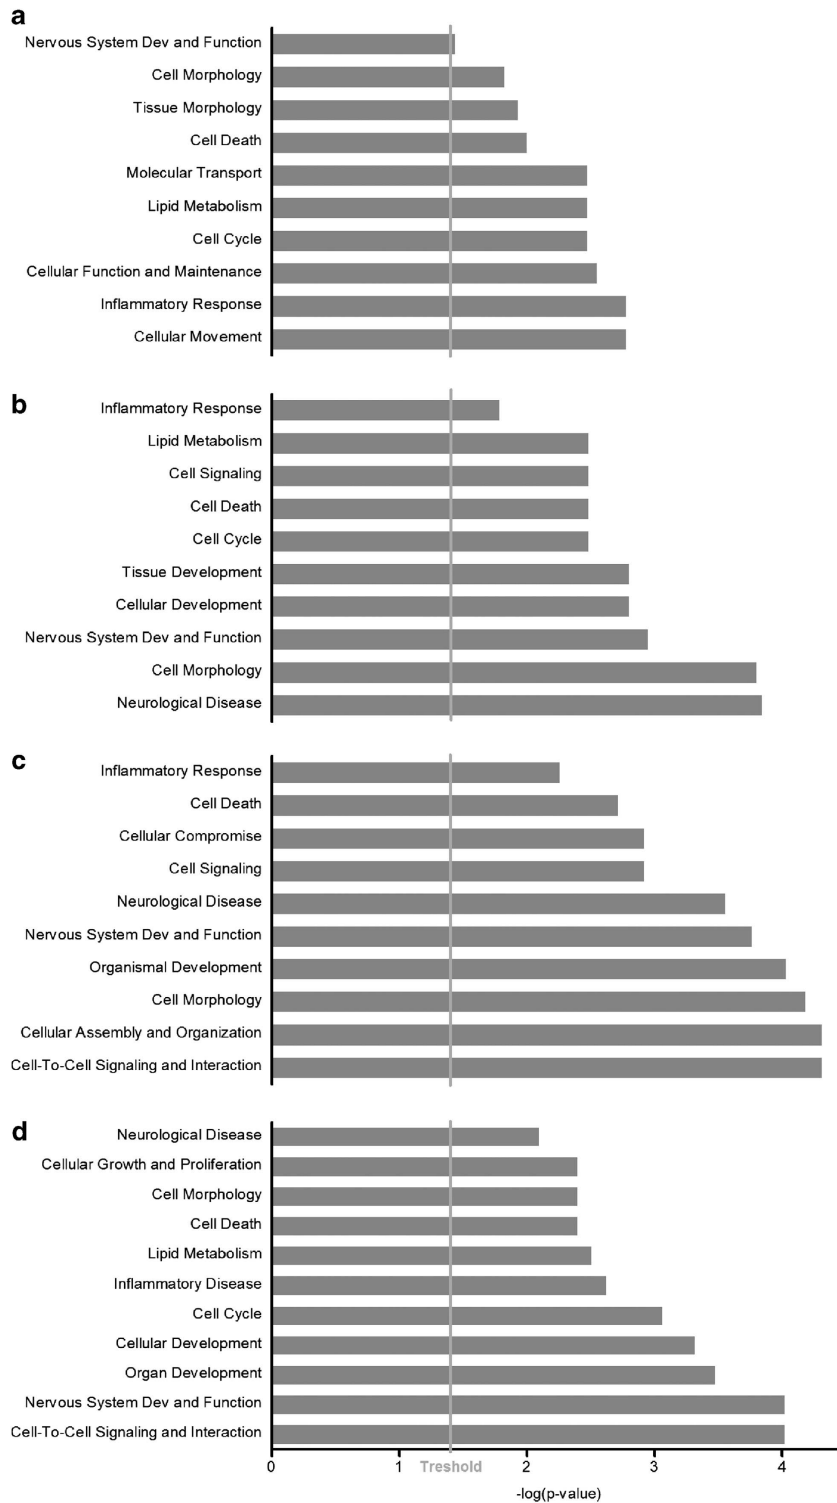 a
Nervous System Dev and Function
Cell Morphology
Tissue Morphology
Cell Death
Molecular Transport
Lipid Metabolism
Cell Cycle
Cellular Function and Maintenance
Inflammatory Response
Cellular Movement
b
Inflammatory Response
Lipid Metabolism
Cell Signaling
Cell Death
Cell Cycle
Tissue Development
Cellular Development
Nervous System Dev and Function
Cell Morphology
Neurological Disease
c
Inflammatory Response
Cell Death
Cellular Compromise
Cell Signaling
Neurological Disease
Nervous System Dev and Function
Organismal Development
Cell Morphology
Cellular Assembly and Organization
Cell-To-Cell Signaling and Interaction
d
Neurological Disease
Cellular Growth and Proliferation
Cell Morphology
Cell Death
Lipid Metabolism
Inflammatory Disease
Cell Cycle
Cellular Development
Organ Development
Nervous System Dev and Function
Cell-To-Cell Signaling and Interaction
0 1 Treshold 2 3 4
-log(p-value)